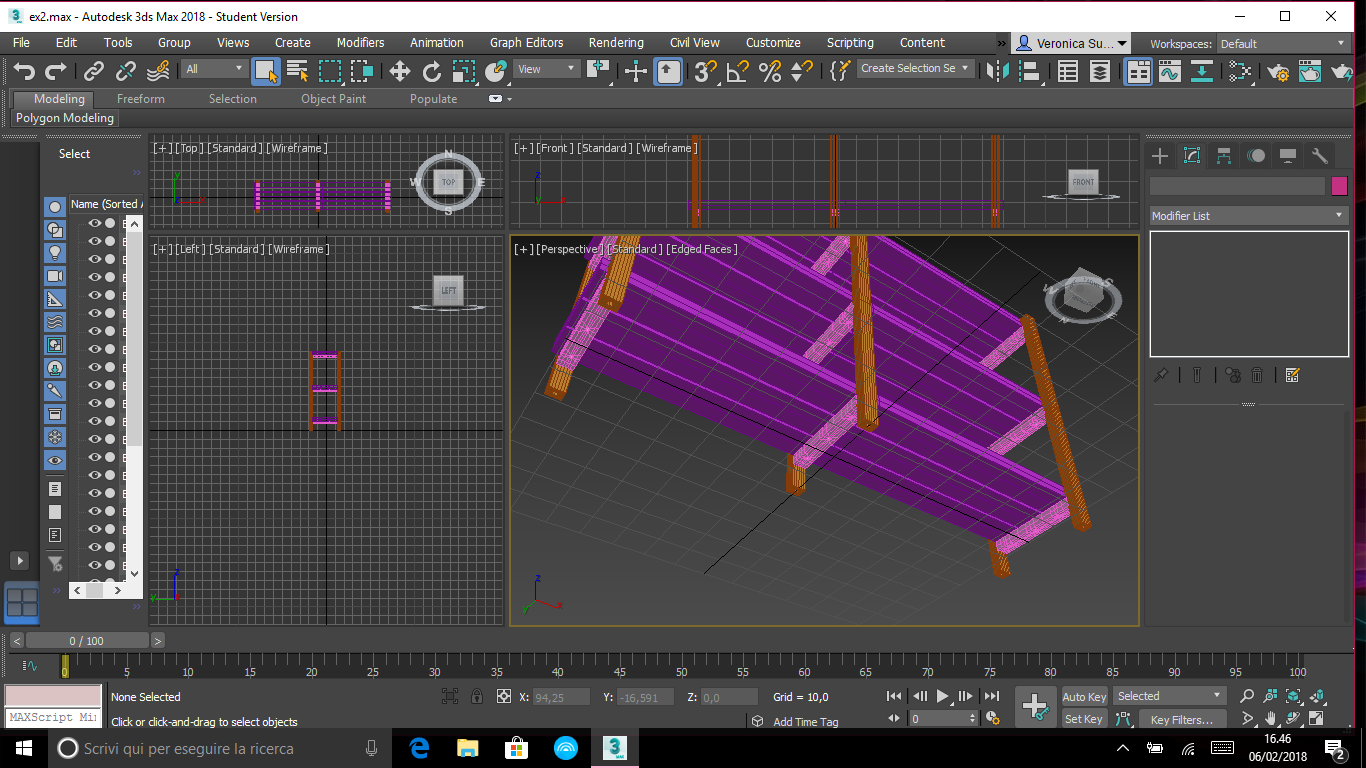 ex2.max - Autodesk 3ds Max 2018 - Student Version
File Edit Tools Group Views Create Modifiers Animation Graph Editors Rendering Civil View Customize Scripting Content » Veronica Su... Workspaces: Default
All View Create Selection Se
Modeling Freeform Selection Object Paint Populate
Polygon Modeling
Select
Name (Sorted A
[+] [Top] [Standard] [Wireframe]
N
W TOP E
S
[+] [Front] [Standard] [Wireframe]
FRONT
[+] [Left] [Standard] [Wireframe]
LEFT
[+] [Perspective] [Standard] [Edged Faces]
Modifier List
< 0 / 100 >
0 5 10 15 20 25 30 35 40 45 50 55 60 65 70 75 80 85 90 95 100
None Selected X: 94,25 Y: -16,591 Z: 0,0 Grid = 10,0 Auto Key Selected
MAXScript Mi
Click or click-and-drag to select objects Add Time Tag 0 Set Key Key Filters...
Scrivi qui per eseguire la ricerca
16.46
06/02/2018
2